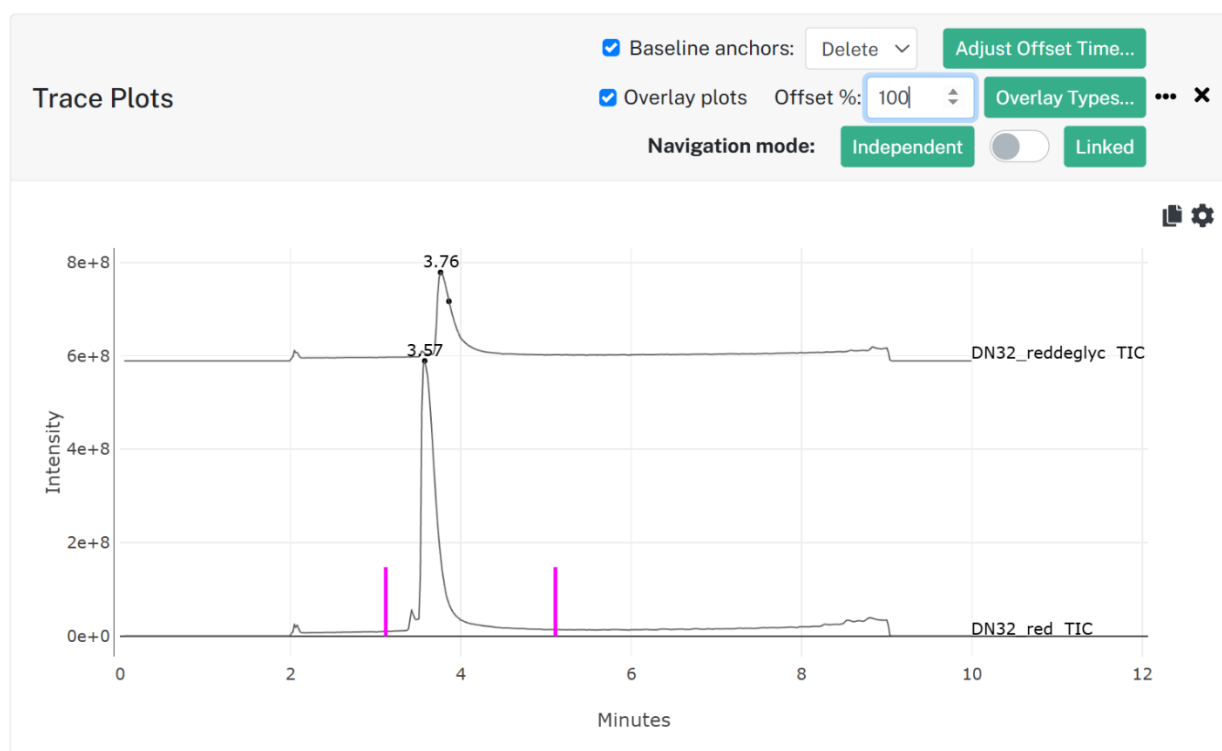 Baseline anchors: Delete Adjust Offset Time...
Trace Plots
Overlay plots Offset %: 100 Overlay Types...
Navigation mode: Independent Linked
8e+8
3.76
6e+8
3.57
DN32_reddeglyc TIC
Intensity
4e+8
2e+8
0e+0
DN32_red TIC
0 2 4 6 8 10 12
Minutes